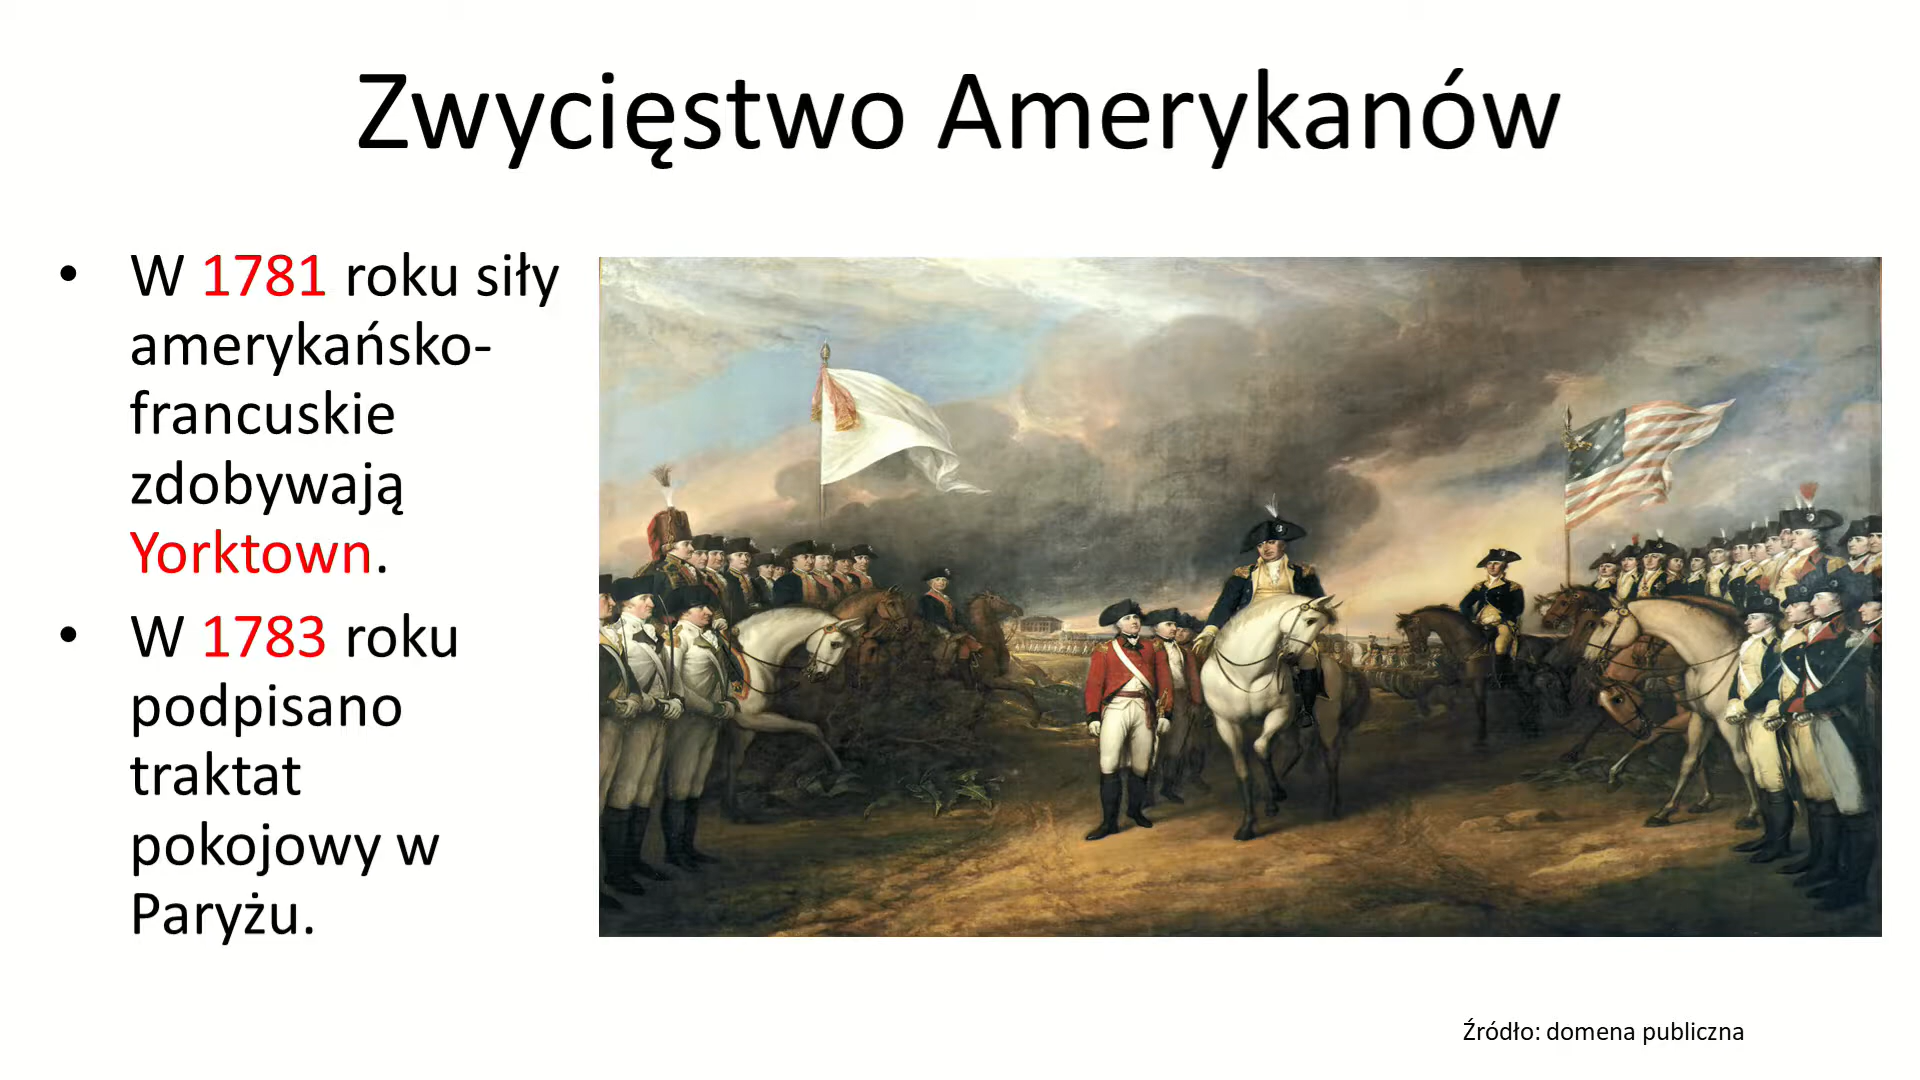 Zwycięstwo Amerykanów
• W 1781 roku siły
amerykańsko-
francuskie
zdobywają
Yorktown.
• W 1783 roku
podpisano
traktat
pokojowy w
Paryżu.
Źródło: domena publiczna